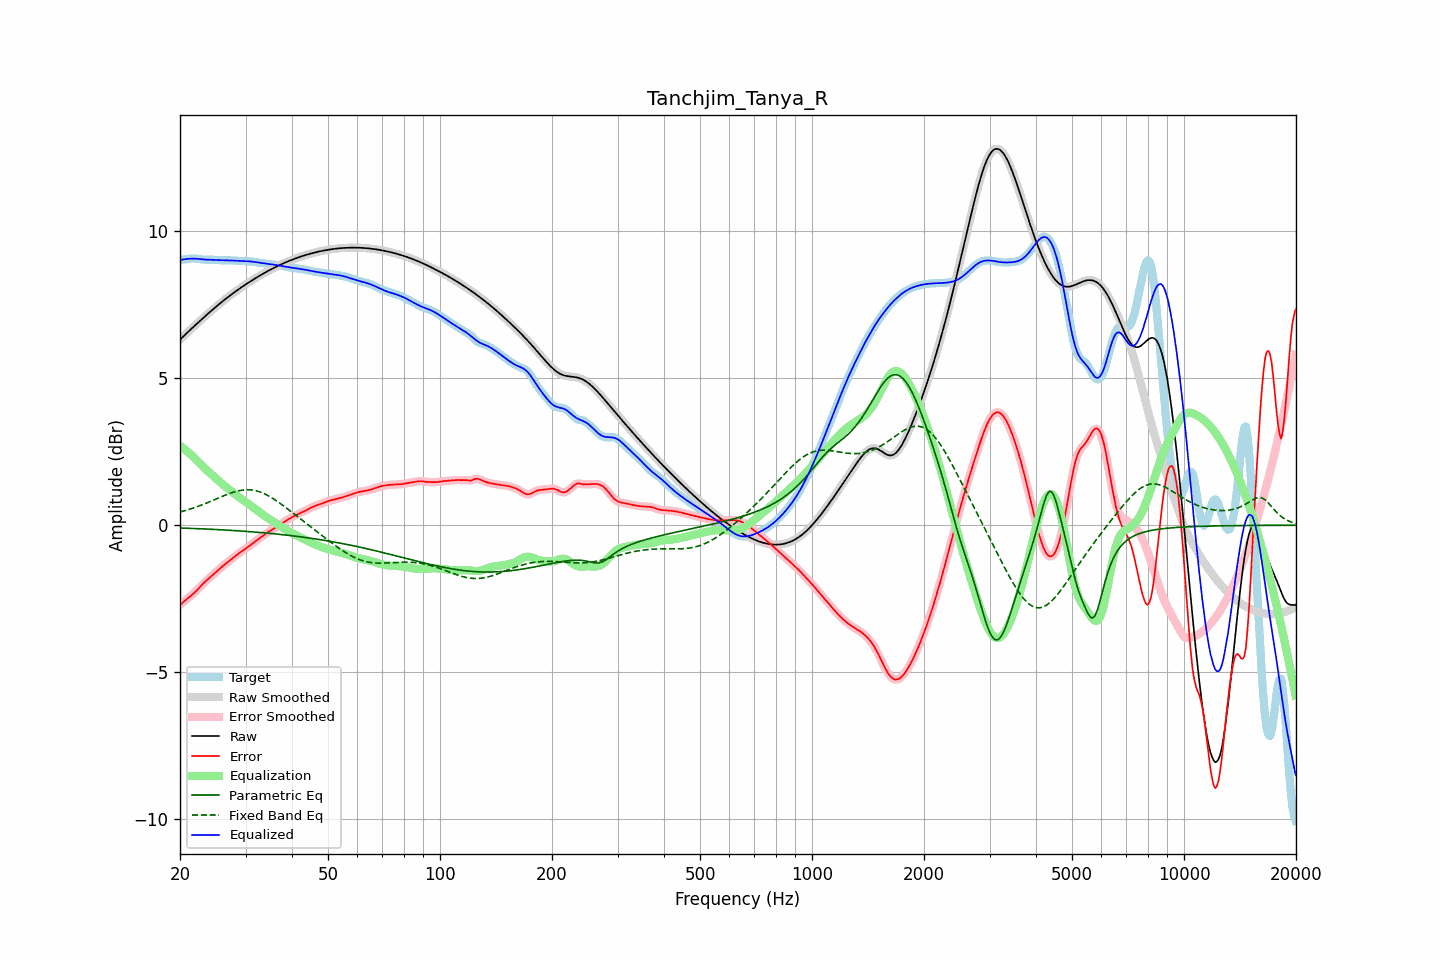 Tanchjim_Tanya_R
Amplitude (dBr)
10
5
0
−5
−10
Target
Raw Smoothed
Error Smoothed
Raw
Error
Equalization
Parametric Eq
Fixed Band Eq
Equalized
20 50 100 200 500 1000 2000 5000 10000 20000
Frequency (Hz)